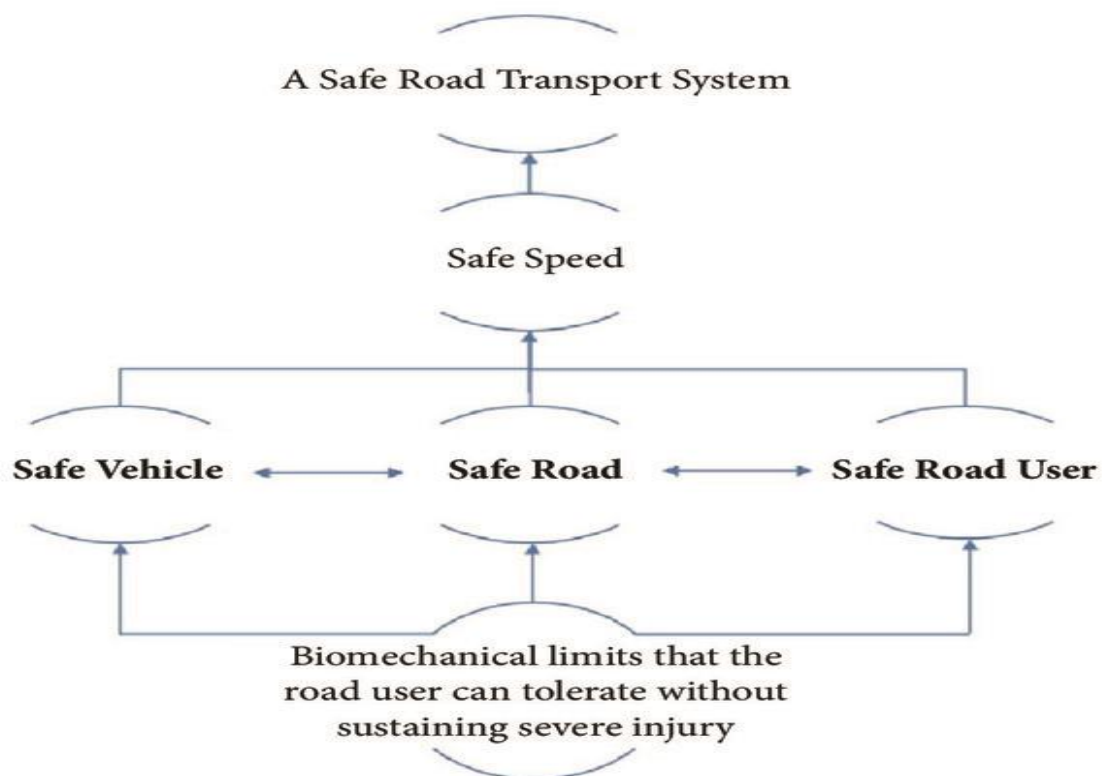 A Safe Road Transport System
Safe Speed
Safe Vehicle
Safe Road
Safe Road User
Biomechanical limits that the
road user can tolerate without
sustaining severe injury